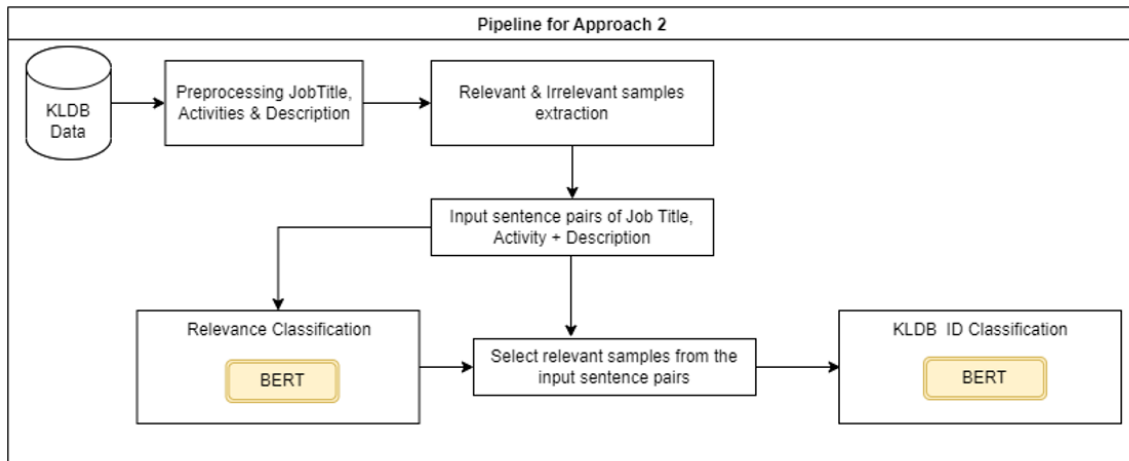 Pipeline for Approach 2
KLDB
Data
Preprocessing JobTitle,
Activities & Description
Relevant & Irrelevant samples
extraction
Input sentence pairs of Job Title,
Activity + Description
Relevance Classification
BERT
Select relevant samples from the
input sentence pairs
KLDB ID Classification
BERT